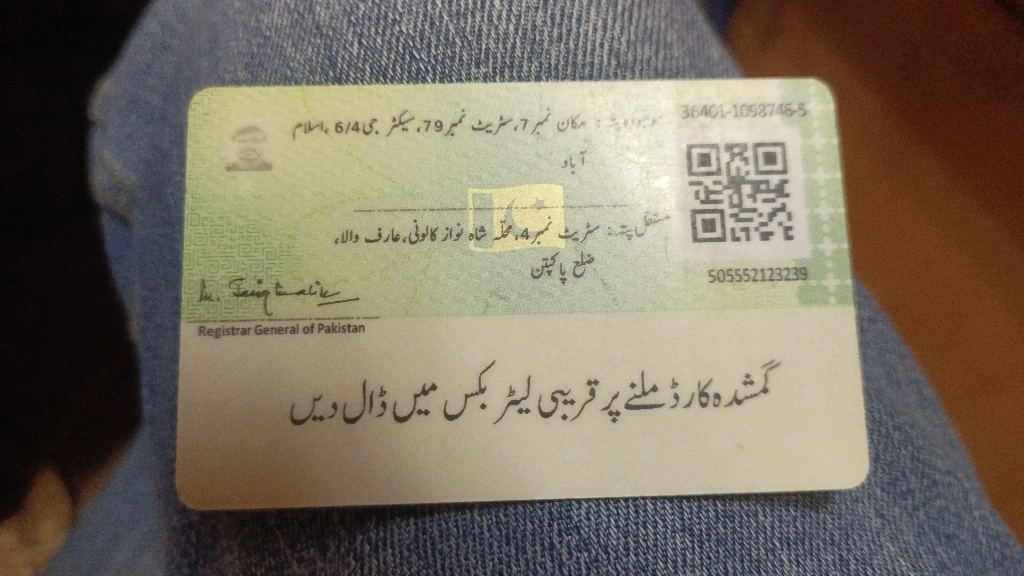 موجودہ پتہ: مکان نمبر 7، سٹریٹ نمبر 79، سیکٹر جی 6/4، اسلام
آباد
36401-1098746-5
مستقل پتہ: سٹریٹ نمبر 4، محلّہ شاہ نواز کالونی، عارف والا،
ضلع پاکپتن
505552123239
Registrar General of Pakistan
گمشدہ کارڈ ملنے پر قریبی لیٹر بکس میں ڈال دیں